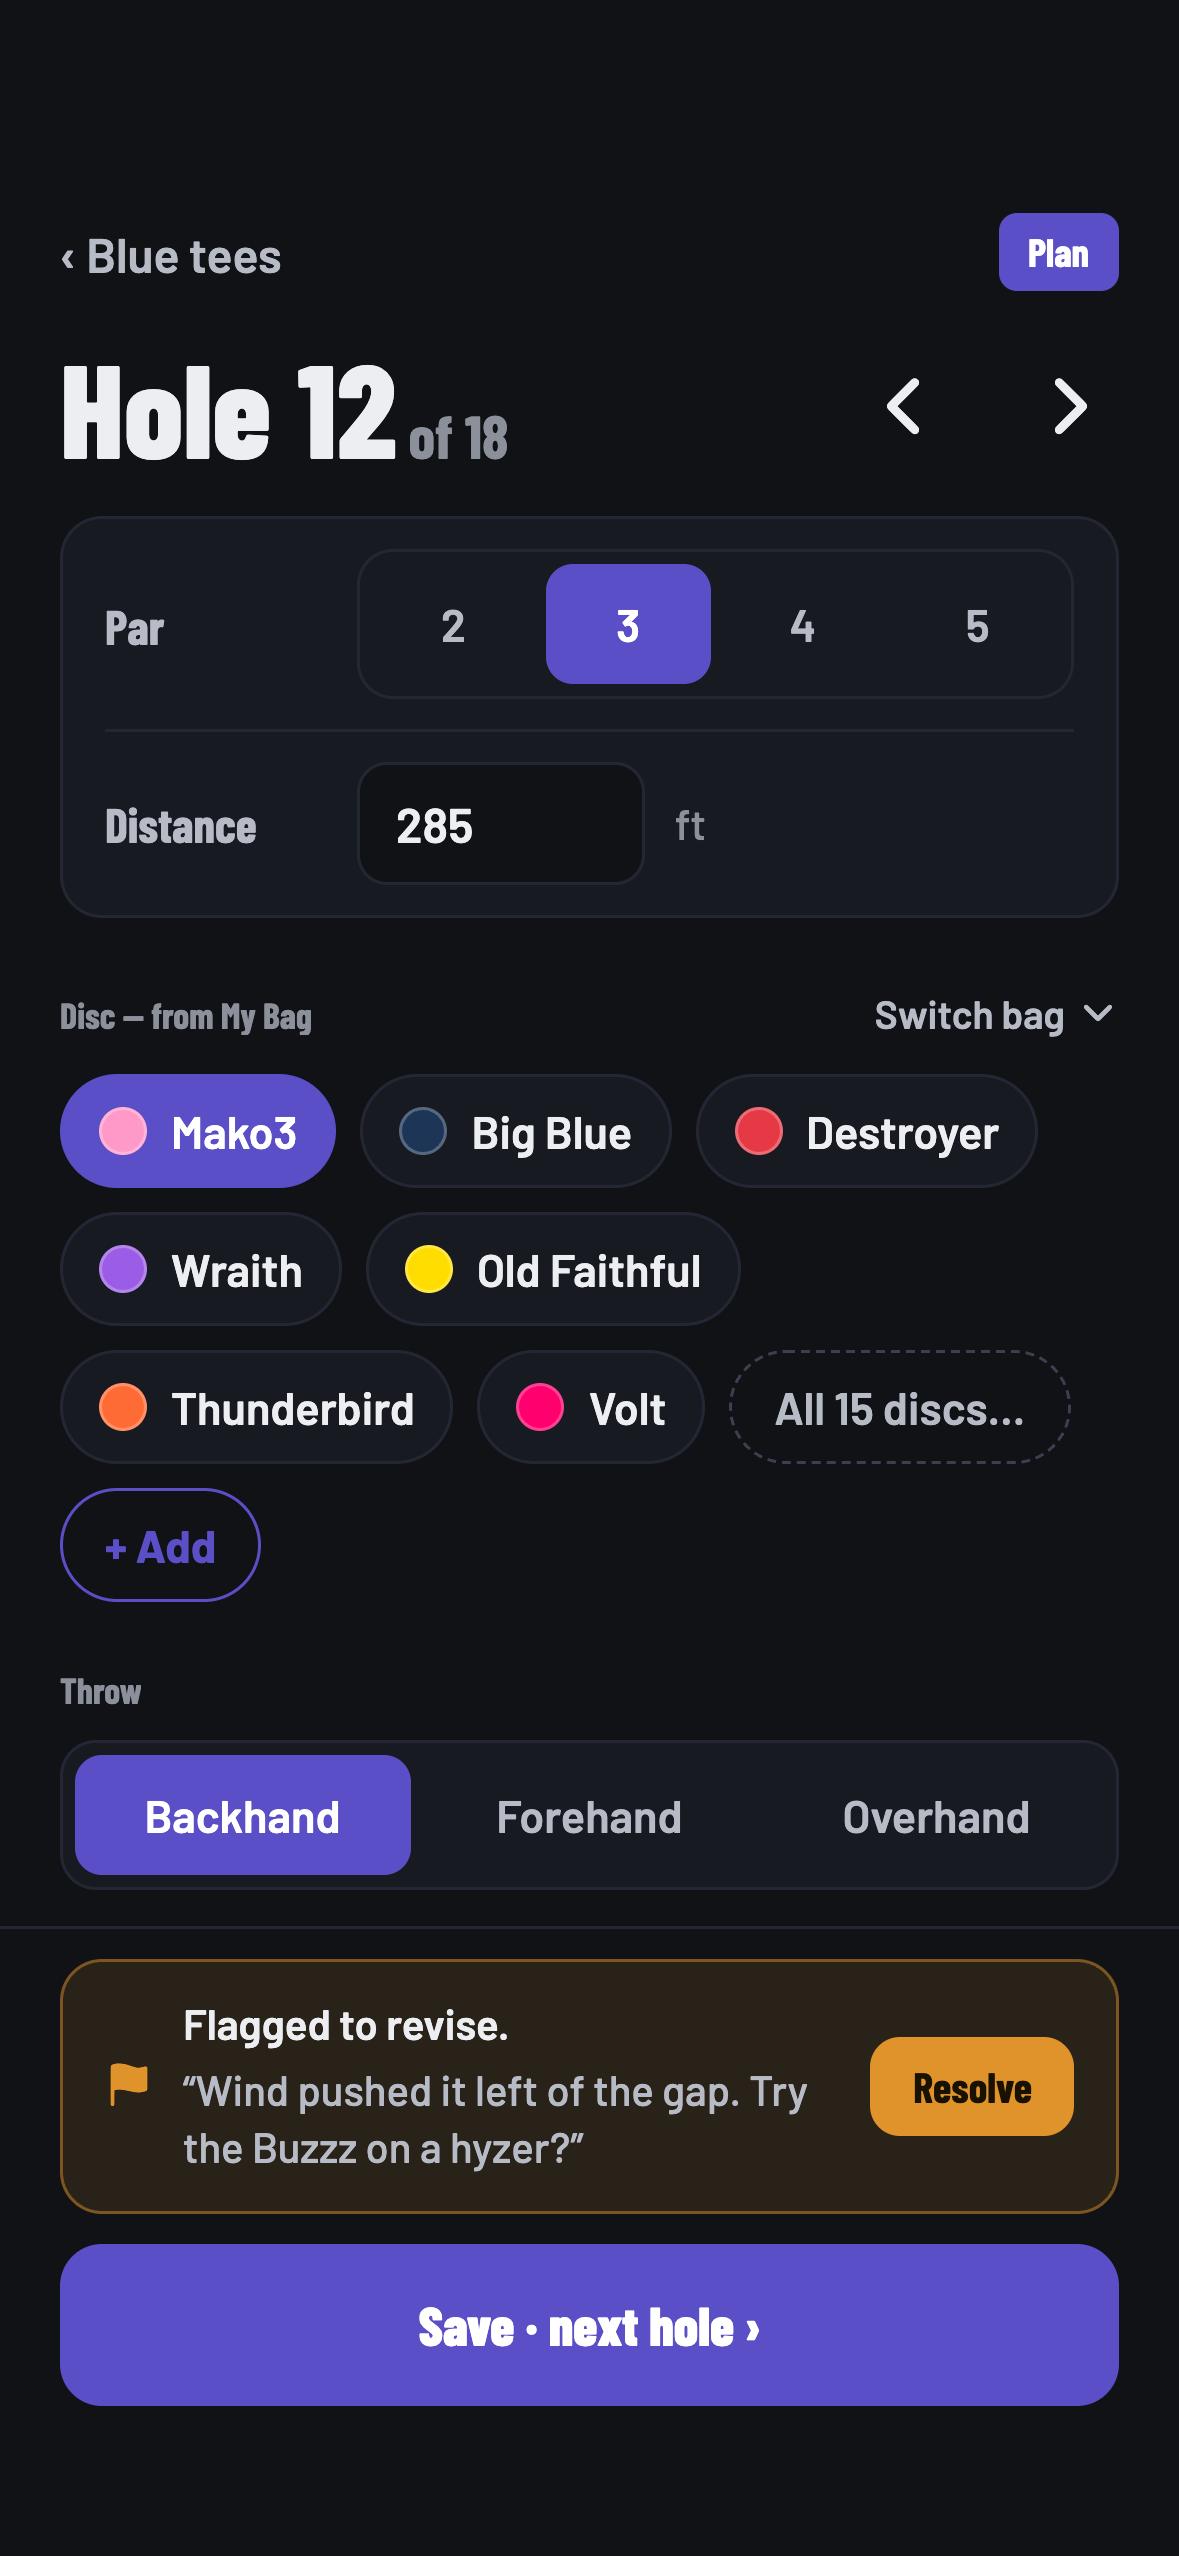 ‹ Blue tees
Plan
Hole 12 of 18
Par
2
3
4
5
Distance
285
ft
Disc – from My Bag
Switch bag
Mako3
Big Blue
Destroyer
Wraith
Old Faithful
Thunderbird
Volt
All 15 discs...
+ Add
Throw
Backhand
Forehand
Overhand
Flagged to revise.
“Wind pushed it left of the gap. Try
the Buzzz on a hyzer?”
Resolve
Save · next hole ›